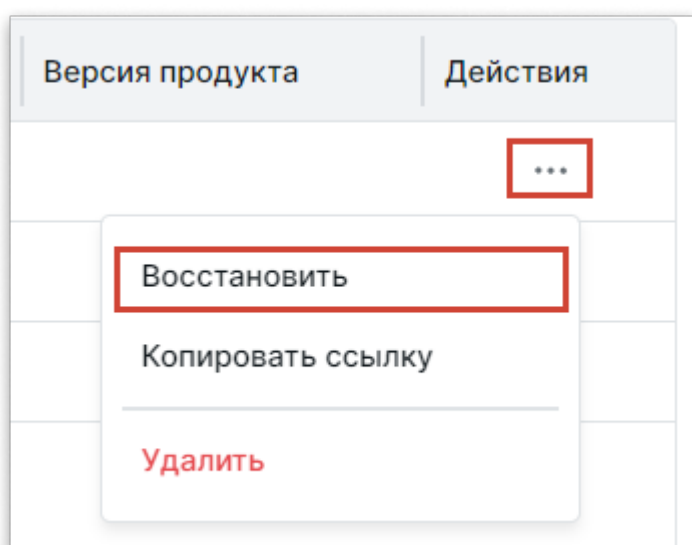 Версия продукта
Действия
...
Восстановить
Копировать ссылку
Удалить